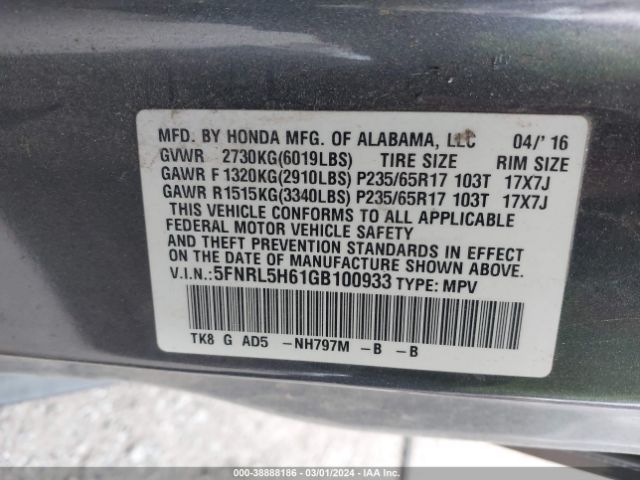 MFD. BY HONDA MFG. OF ALABAMA, LLC 04/' 16
GVWR 2730KG(6019LBS) TIRE SIZE RIM SIZE
GAWR F 1320KG(2910LBS) P235/65R17 103T 17X7J
GAWR R1515KG(3340LBS) P235/65R17 103T 17X7J
THIS VEHICLE CONFORMS TO ALL APPLICABLE
FEDERAL MOTOR VEHICLE SAFETY
AND THEFT PREVENTION STANDARDS IN EFFECT
ON THE DATE OF MANUFACTURE SHOWN ABOVE.
V.I.N.:5FNRL5H61GB100933 TYPE: MPV
TK8 G AD5 -NH797M -B -B
000-38888186 - 03/01/2024 - IAA Inc.